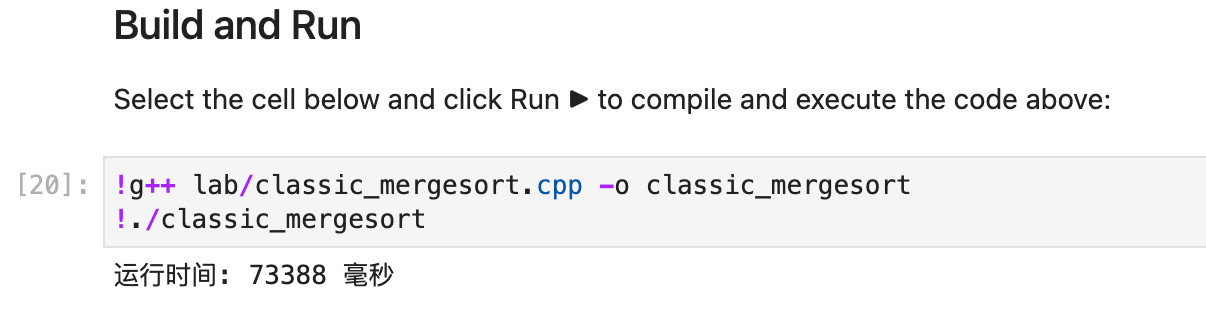 Build and Run
Select the cell below and click Run ▶ to compile and execute the code above:
[20]:
!g++ lab/classic_mergesort.cpp -o classic_mergesort
!./classic_mergesort
运行时间: 73388 毫秒